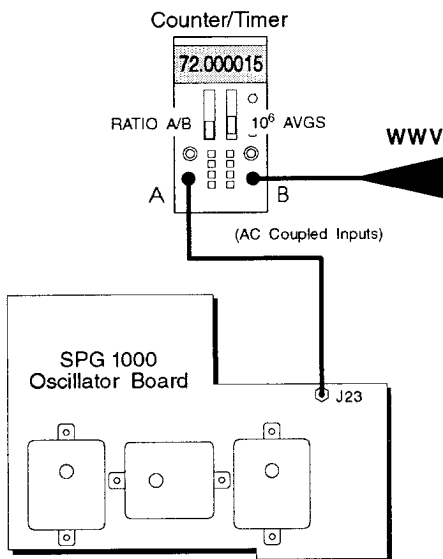 Counter/Timer
72.000015
RATIO A/B
10⁶ AVGS
WWV
A
B
(AC Coupled Inputs)
SPG 1000
Oscillator Board
J23